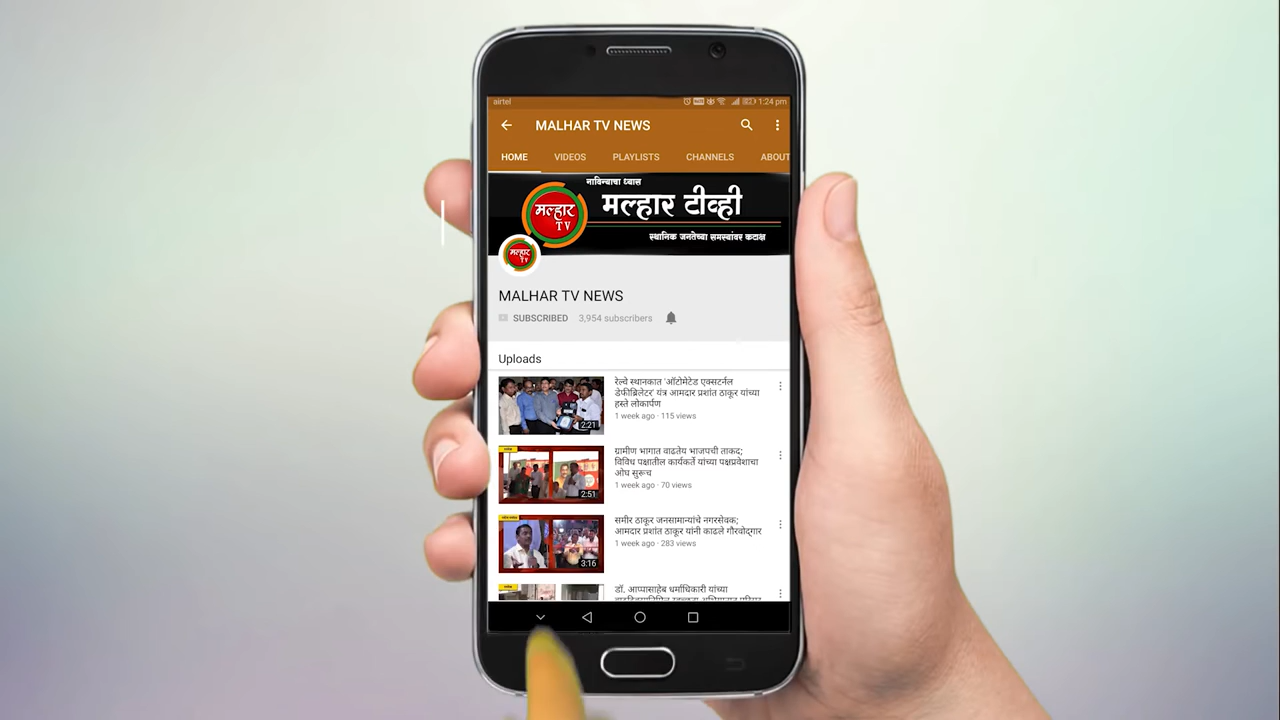 airtel 1:24 pm
MALHAR TV NEWS
HOME VIDEOS PLAYLISTS CHANNELS ABOUT
नाविन्याचा ध्यास
मल्हार टीव्ही
मल्हार
TV
स्थानिक जनतेच्या समस्यांवर कटाक्ष
मल्हार
TV
MALHAR TV NEWS
SUBSCRIBED 3,954 subscribers
Uploads
रेल्वे स्थानकात 'ऑटोमेटेड एक्सटर्नल
डेफीब्रिलेटर' यंत्र आमदार प्रशांत ठाकूर यांच्या
हस्ते लोकार्पण
1 week ago · 115 views
2:21
ग्रामीण भागात वाढतेय भाजपची ताकद;
विविध पक्षातील कार्यकर्ते यांच्या पक्षप्रवेशाचा
ओघ सुरूच
1 week ago · 70 views
2:51
समीर ठाकूर जनसामान्यांचे नगरसेवक;
आमदार प्रशांत ठाकूर यांनी काढले गौरवोद्गार
1 week ago · 283 views
3:16
डॉ. आप्पासाहेब धर्माधिकारी यांच्या